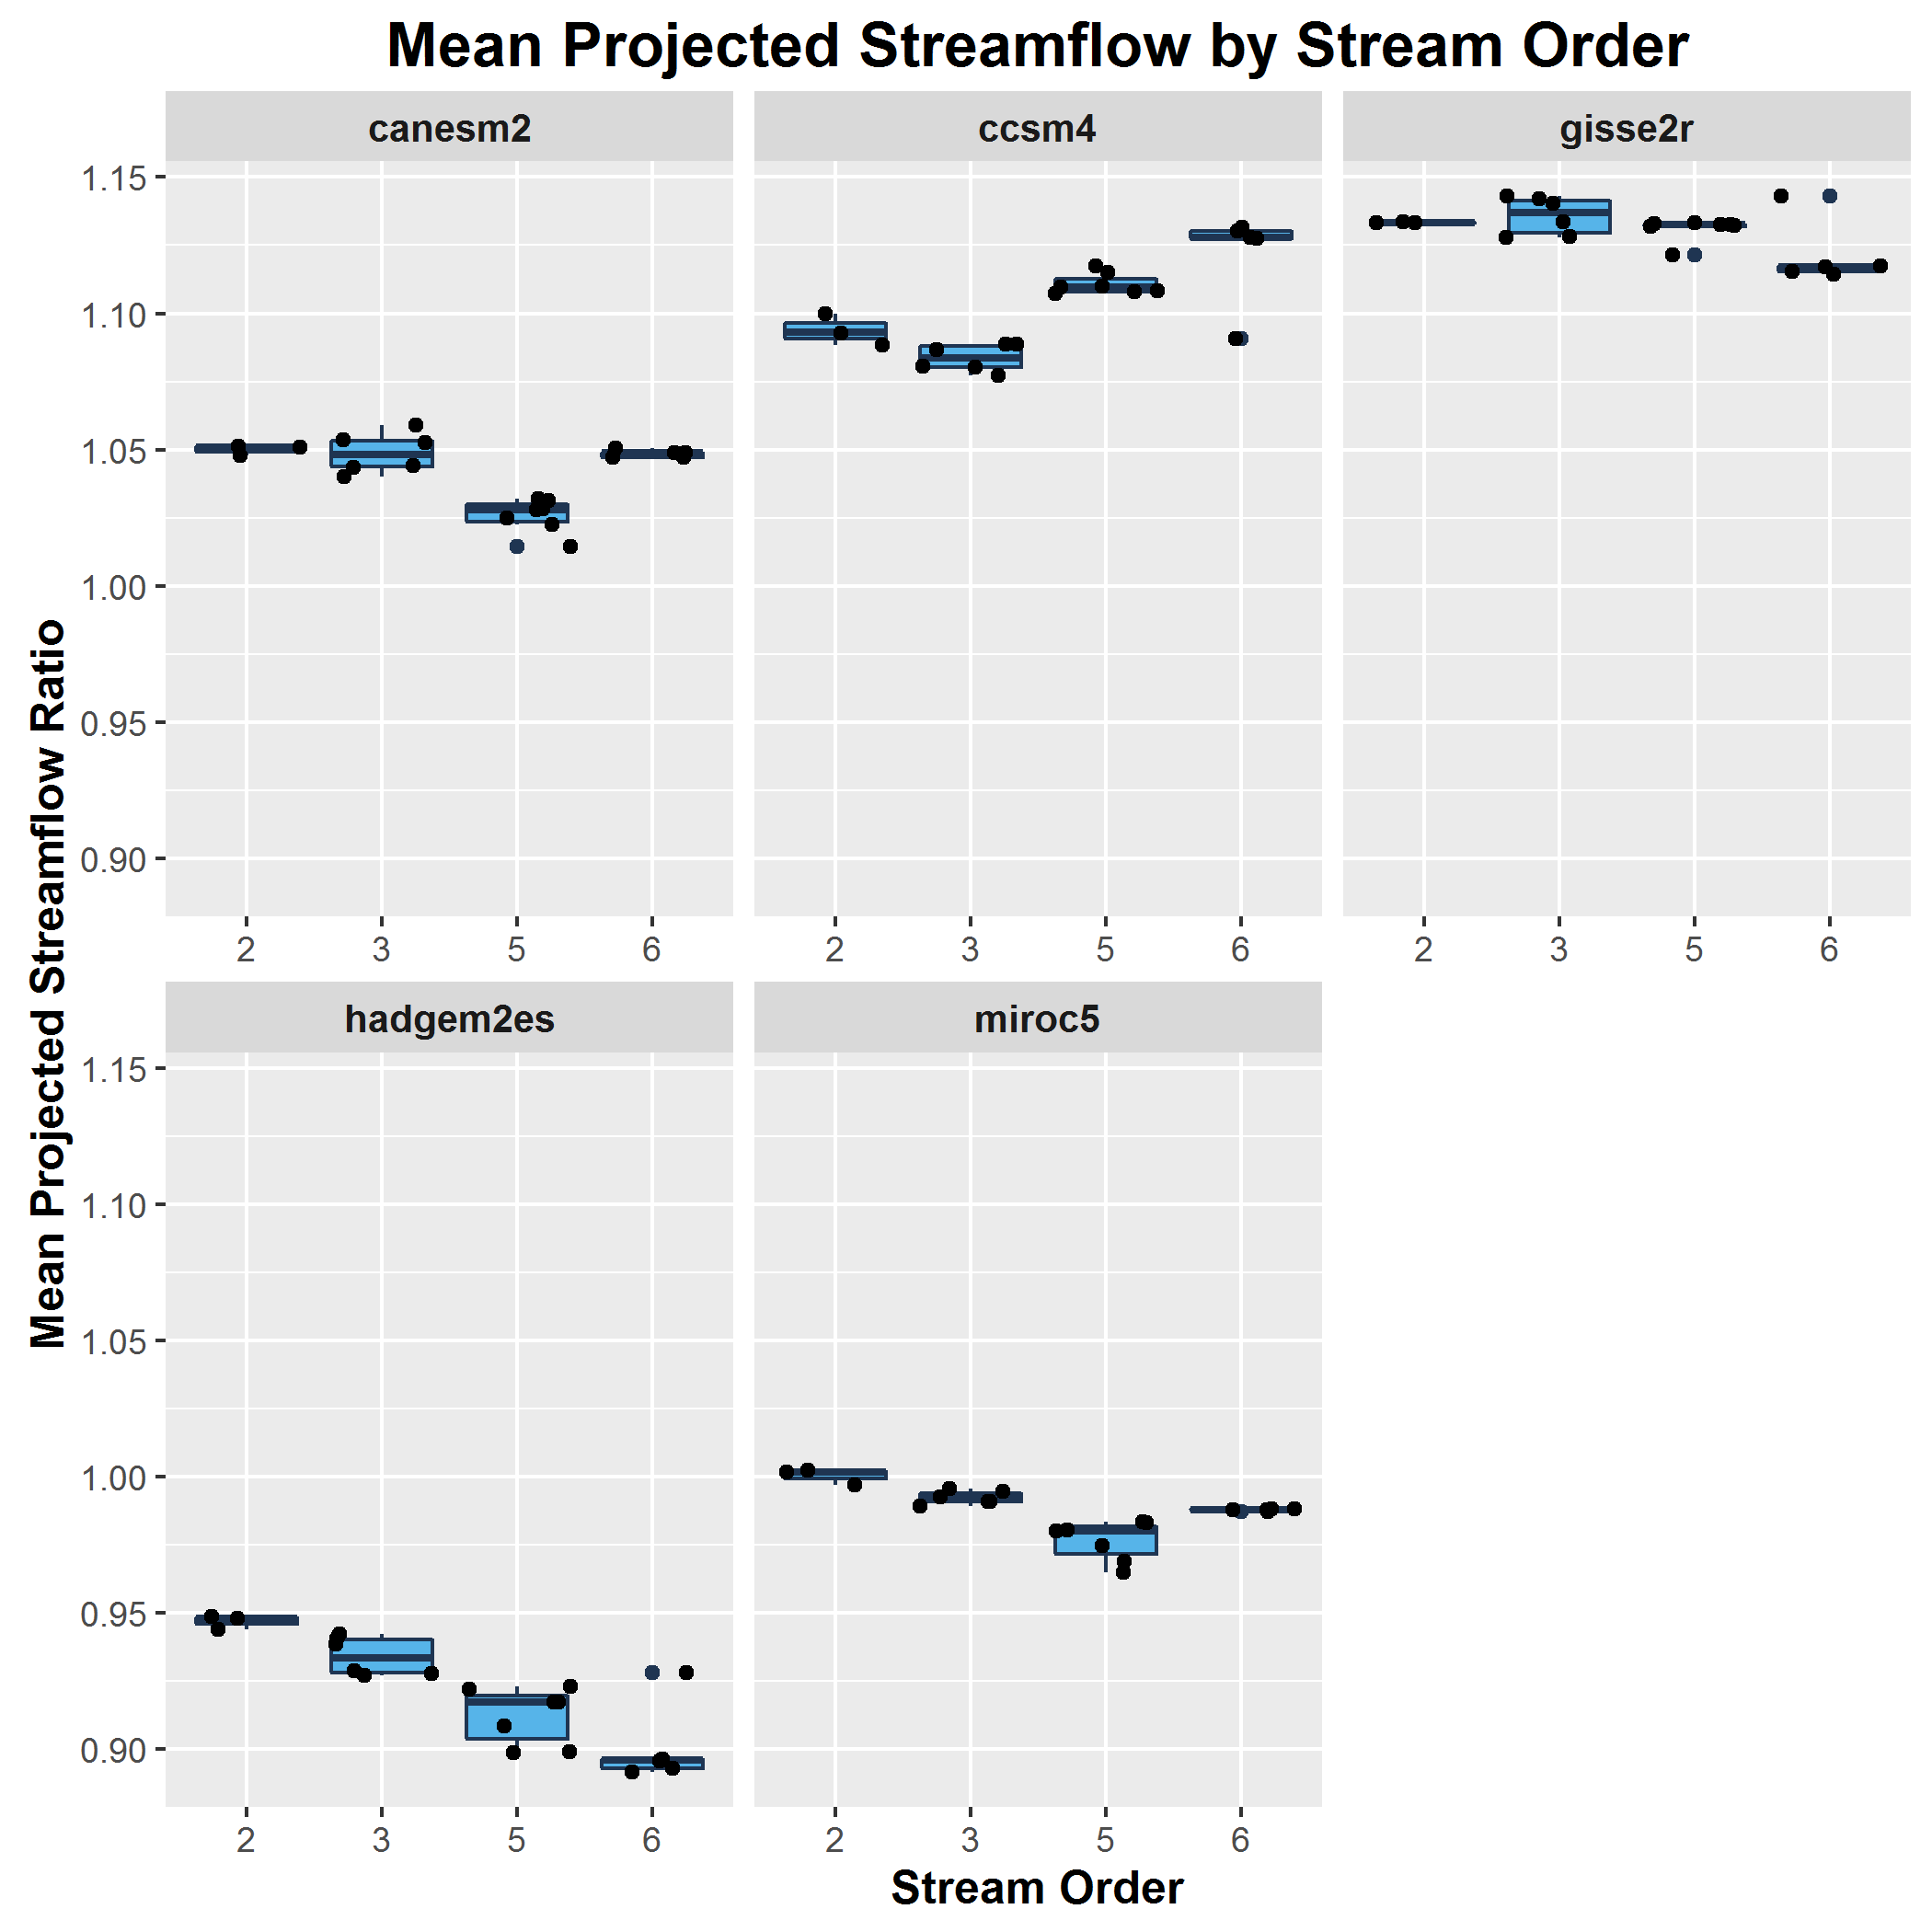 Mean Projected Streamflow by Stream Order
canesm2
ccsm4
gisse2r
1.15
1.10
1.05
1.00
0.95
0.90
2 3 5 6
2 3 5 6
2 3 5 6
Mean Projected Streamflow Ratio
hadgem2es
miroc5
1.15
1.10
1.05
1.00
0.95
0.90
2 3 5 6
2 3 5 6
Stream Order